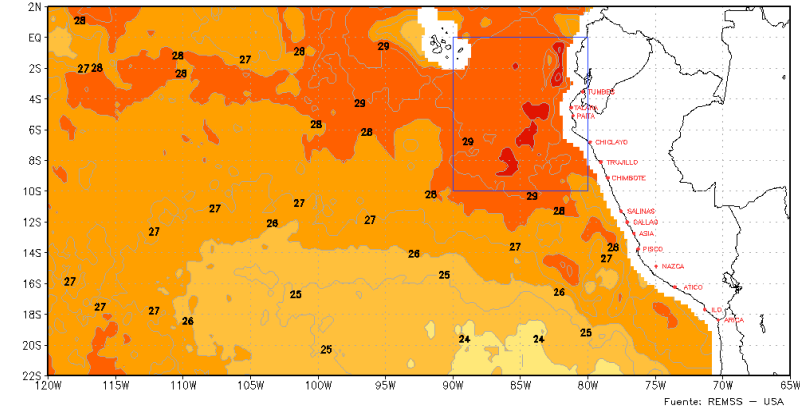 2N
28
EQ
29
28
28
27
27 28
2S
28
4S
29
TUMBES
TALARA
PAITA
6S
28
28
29
CHICLAYO
8S
TRUJILLO
CHIMBOTE
10S
28
29
27
27
28
SALINAS
12S
27
26
27
CALLAO
ASIA
14S
26
27
28
PISCO
27
NAZCA
25
16S
27
25
26
ATICO
27
27
ILO
18S
26
ARICA
25
20S
24
24
25
22S
120W
115W
110W
105W
100W
95W
90W
85W
80W
75W
70W
65W
Fuente: REMSS – USA